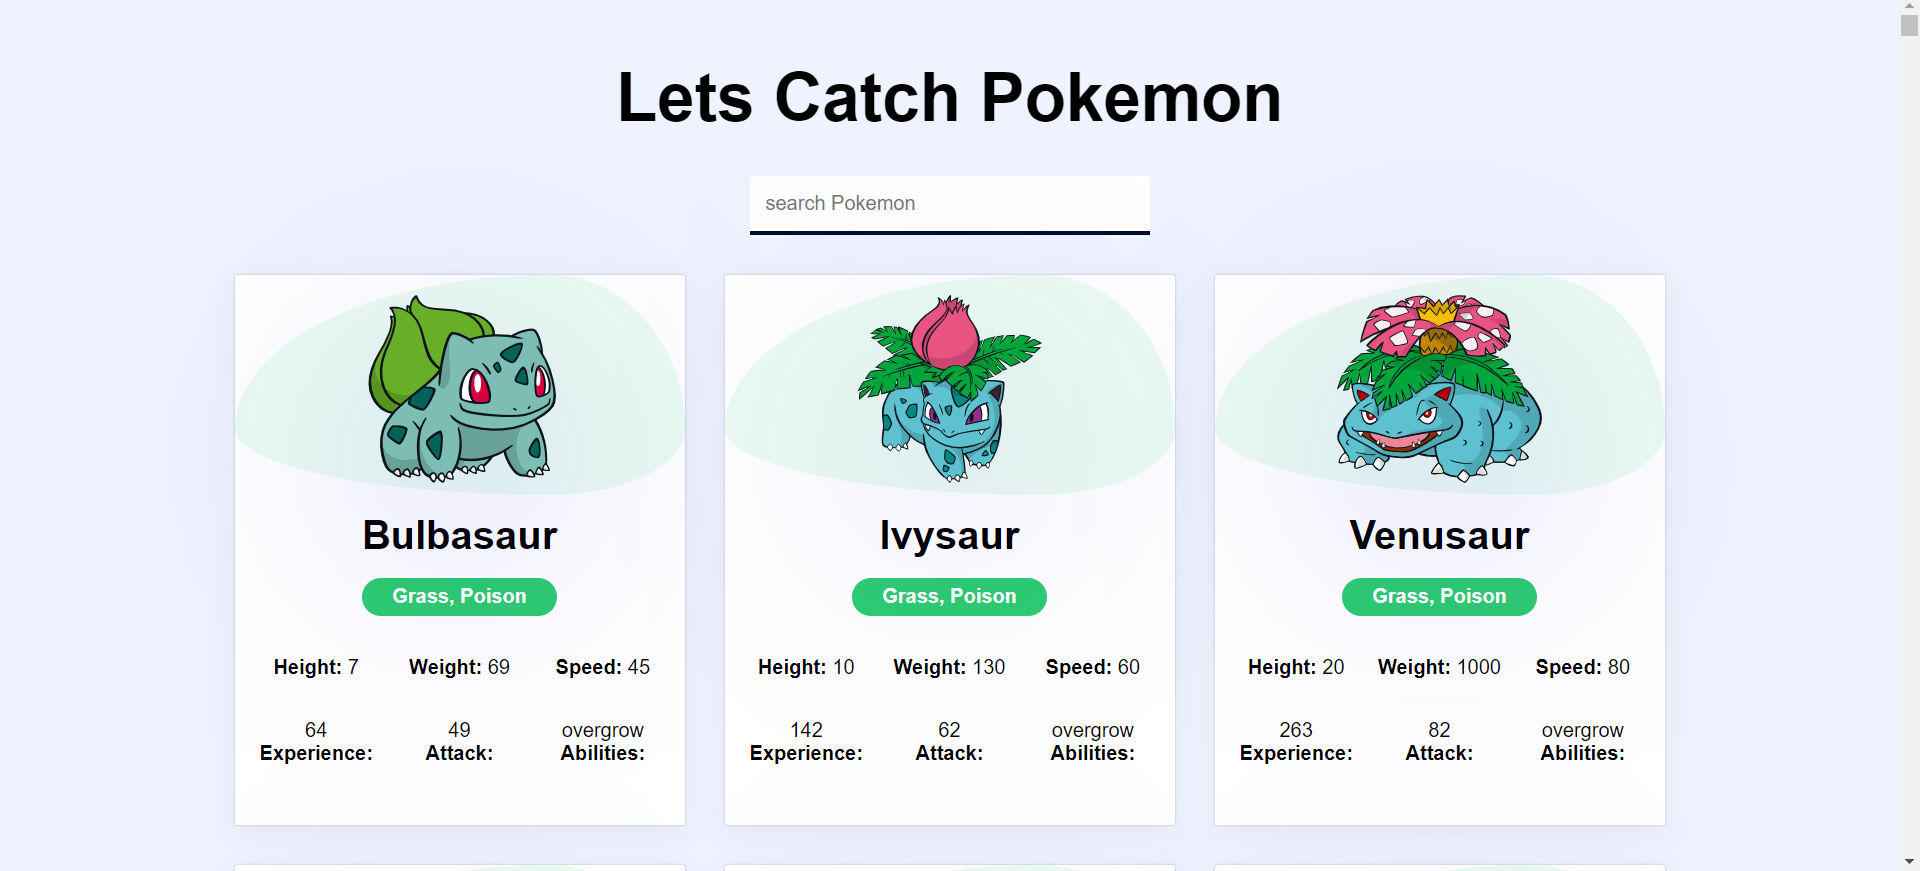 Lets Catch Pokemon
search Pokemon
Bulbasaur
Grass, Poison
Height: 7 Weight: 69 Speed: 45
64 49 overgrow
Experience: Attack: Abilities:
Ivysaur
Grass, Poison
Height: 10 Weight: 130 Speed: 60
142 62 overgrow
Experience: Attack: Abilities:
Venusaur
Grass, Poison
Height: 20 Weight: 1000 Speed: 80
263 82 overgrow
Experience: Attack: Abilities: